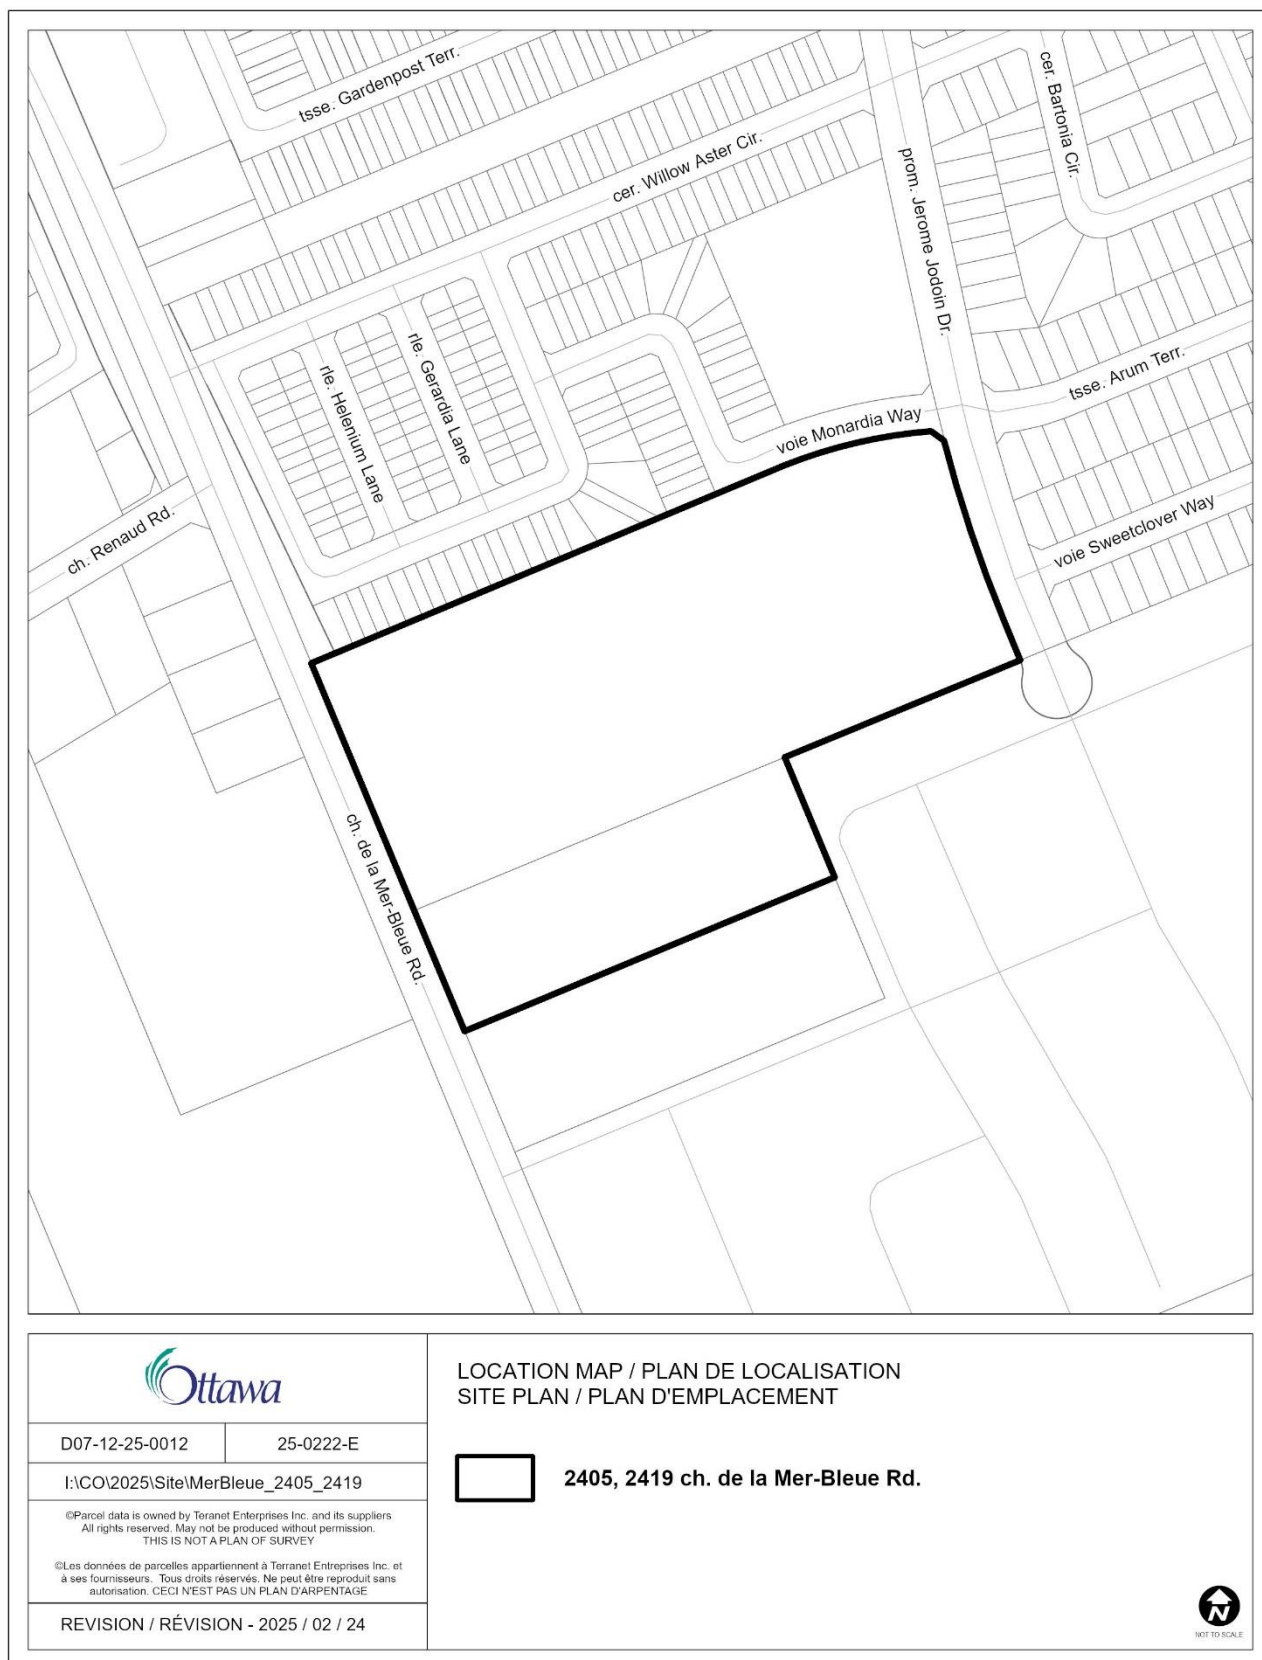 tsse. Gardenpost Terr.
cer. Bartonia Cir.
cer. Willow Aster Cir.
prom. Jerome Jodoin Dr.
rle. Helenium Lane
rle. Gerardia Lane
tsse. Arum Terr.
voie Monardia Way
ch. Renaud Rd.
voie Sweetclover Way
ch. de la Mer-Bleue Rd.
Ottawa
D07-12-25-0012
25-0222-E
I:\CO\2025\Site\MerBleue_2405_2419
©Parcel data is owned by Teranet Enterprises Inc. and its suppliers
All rights reserved. May not be produced without permission.
THIS IS NOT A PLAN OF SURVEY
©Les données de parcelles appartiennent à Terranet Entreprises Inc. et
à ses fournisseurs. Tous droits réservés. Ne peut être reproduit sans
autorisation. CECI N'EST PAS UN PLAN D'ARPENTAGE
REVISION / RÉVISION - 2025 / 02 / 24
LOCATION MAP / PLAN DE LOCALISATION
SITE PLAN / PLAN D'EMPLACEMENT
2405, 2419 ch. de la Mer-Bleue Rd.
N
NOT TO SCALE